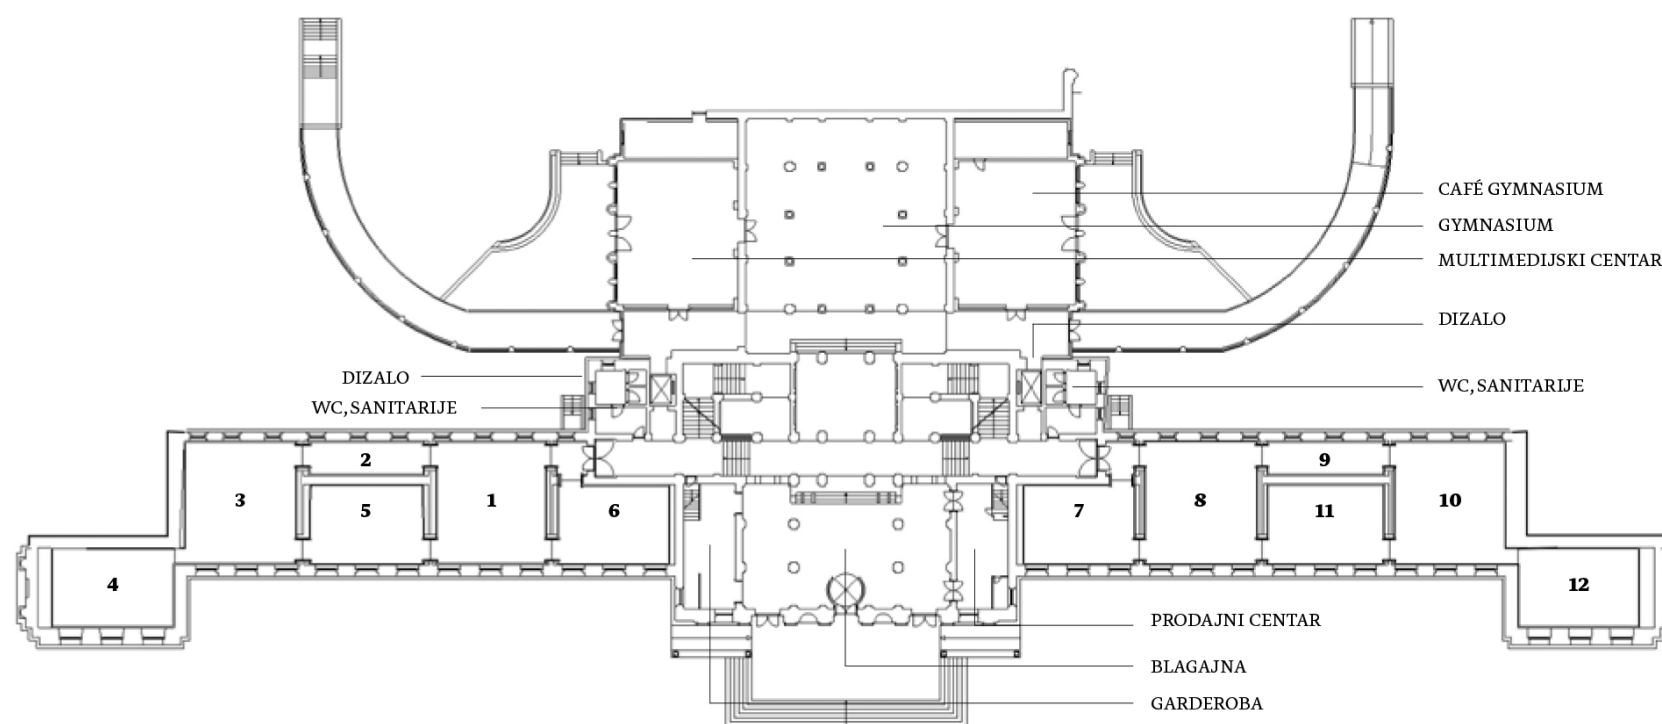 CAFÉ GYMNASIUM
GYMNASIUM
MULTIMEDIJSKI CENTAR
DIZALO
DIZALO
WC, SANITARIJE
WC, SANITARIJE
2
9
3
5
1
6
7
8
11
10
4
12
PRODAJNI CENTAR
BLAGAJNA
GARDEROBA